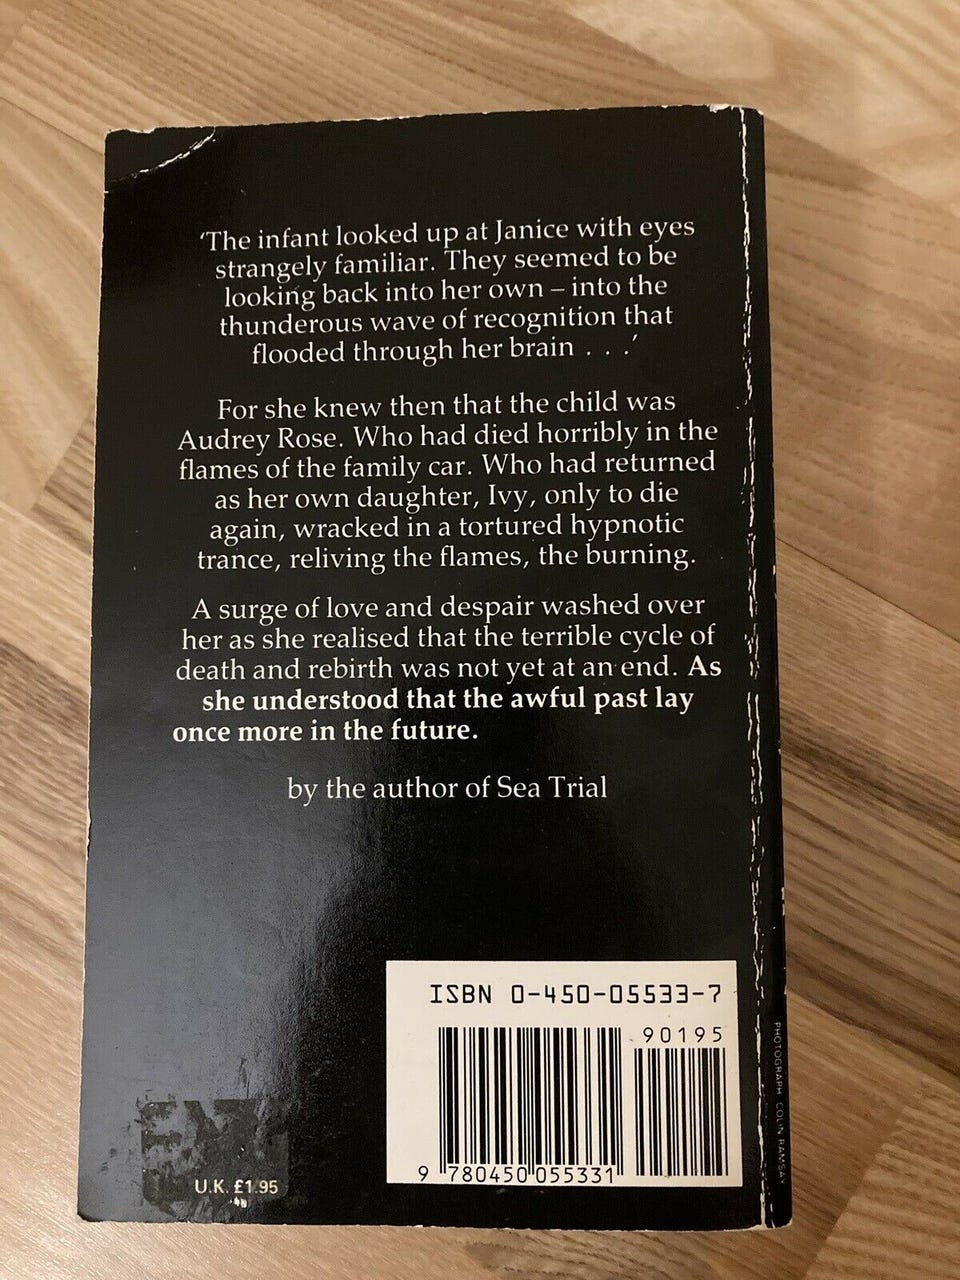 ‘The infant looked up at Janice with eyes
strangely familiar. They seemed to be
looking back into her own – into the
thunderous wave of recognition that
flooded through her brain . . .’
For she knew then that the child was
Audrey Rose. Who had died horribly in the
flames of the family car. Who had returned
as her own daughter, Ivy, only to die
again, wracked in a tortured hypnotic
trance, reliving the flames, the burning.
A surge of love and despair washed over
her as she realised that the terrible cycle of
death and rebirth was not yet at an end. As
she understood that the awful past lay
once more in the future.
by the author of Sea Trial
ISBN 0-450-05533-7
90195
9 780450 055331
U.K. £1.95
PHOTOGRAPH COLIN RAMSAY